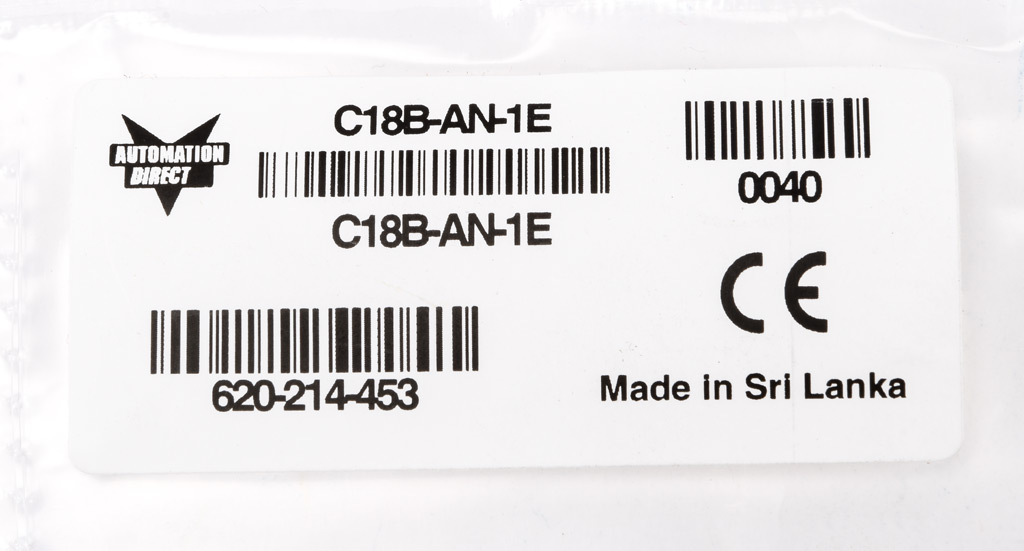 AUTOMATION
DIRECT
C18B-AN-1E
C18B-AN-1E
0040
CE
620-214-453
Made in Sri Lanka